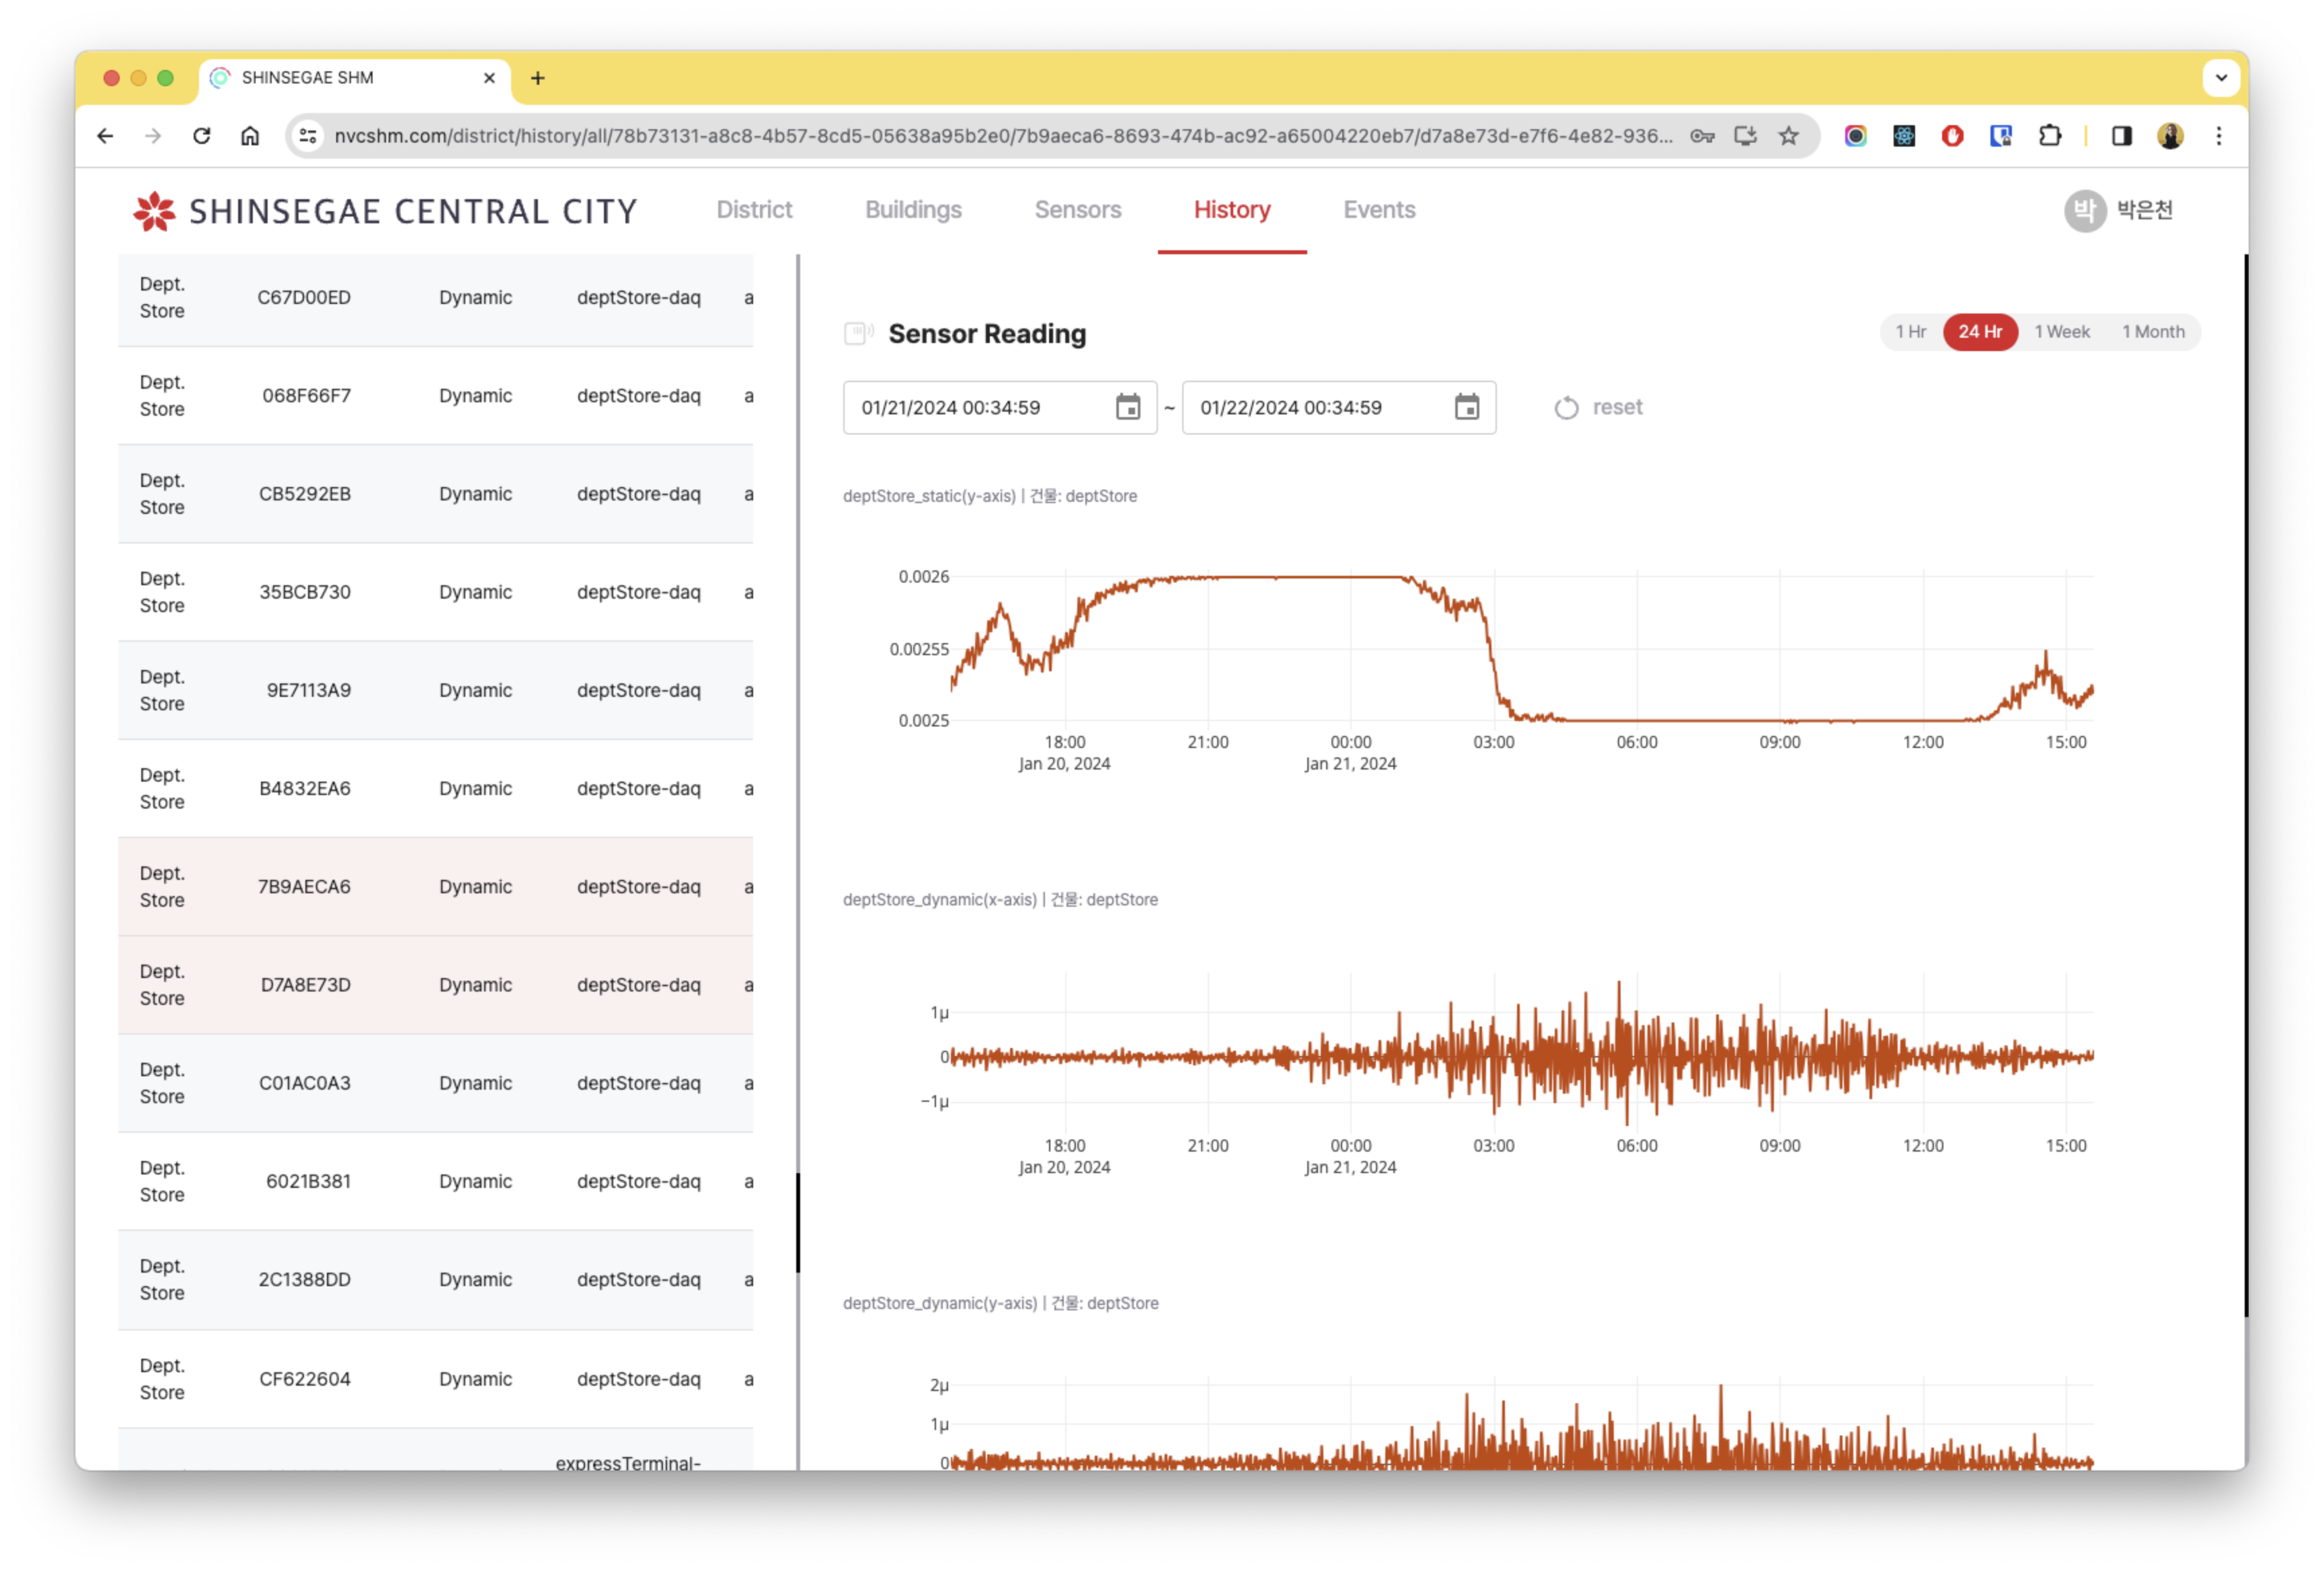 SHINSEGAE SHM
nvcshm.com/district/history/all/78b73131-a8c8-4b57-8cd5-05638a95b2e0/7b9aeca6-8693-474b-ac92-a65004220eb7/d7a8e73d-e7f6-4e82-936...
SHINSEGAE CENTRAL CITY
District
Buildings
Sensors
History
Events
박
박은천
Dept. Store C67D00ED Dynamic deptStore-daq a
Dept. Store 068F66F7 Dynamic deptStore-daq a
Dept. Store CB5292EB Dynamic deptStore-daq a
Dept. Store 35BCB730 Dynamic deptStore-daq a
Dept. Store 9E7113A9 Dynamic deptStore-daq a
Dept. Store B4832EA6 Dynamic deptStore-daq a
Dept. Store 7B9AECA6 Dynamic deptStore-daq a
Dept. Store D7A8E73D Dynamic deptStore-daq a
Dept. Store C01AC0A3 Dynamic deptStore-daq a
Dept. Store 6021B381 Dynamic deptStore-daq a
Dept. Store 2C1388DD Dynamic deptStore-daq a
Dept. Store CF622604 Dynamic deptStore-daq a
expressTerminal-
Sensor Reading
1 Hr
24 Hr
1 Week
1 Month
01/21/2024 00:34:59 ~ 01/22/2024 00:34:59
reset
deptStore_static(y-axis) | 건물: deptStore
0.0026
0.00255
0.0025
18:00 21:00 00:00 03:00 06:00 09:00 12:00 15:00
Jan 20, 2024 Jan 21, 2024
deptStore_dynamic(x-axis) | 건물: deptStore
1μ
0
−1μ
18:00 21:00 00:00 03:00 06:00 09:00 12:00 15:00
Jan 20, 2024 Jan 21, 2024
deptStore_dynamic(y-axis) | 건물: deptStore
2μ
1μ
0